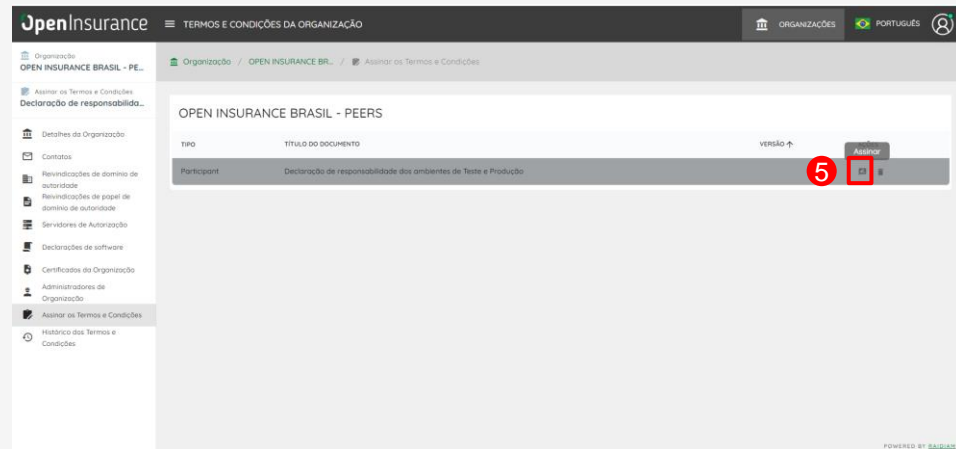 OpenInsurance
TERMOS E CONDIÇÕES DA ORGANIZAÇÃO
ORGANIZAÇÕES
PORTUGUÊS
Organização
OPEN INSURANCE BRASIL - PE...
Assinar os Termos e Condições
Declaração de responsabilida...
Organização / OPEN INSURANCE BR... / Assinar os Termos e Condições
Detalhes da Organização
Contatos
Reivindicações de domínio de
autoridade
Reivindicações de papel de
domínio de autoridade
Servidores de Autorização
Declarações de software
Certificados da Organização
Administradores de
Organização
Assinar os Termos e Condições
Histórico dos Termos e
Condições
OPEN INSURANCE BRASIL - PEERS
TIPO TÍTULO DO DOCUMENTO VERSÃO AÇÕES
Assinar
Participant Declaração de responsabilidade dos ambientes de Teste e Produção
5
POWERED BY RAIDIAM